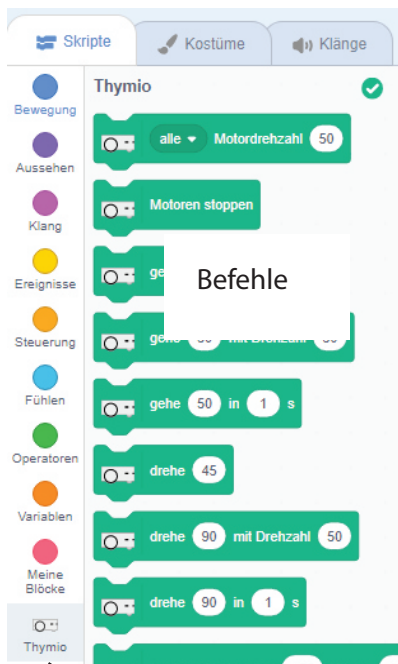 Skripte
Kostüme
Klänge
Bewegung
Aussehen
Klang
Ereignisse
Steuerung
Fühlen
Operatoren
Variablen
Meine
Blöcke
Thymio
Thymio
alle Motordrehzahl 50
Motoren stoppen
Befehle
gehe 50 in 1 s
drehe 45
drehe 90 mit Drehzahl 50
drehe 90 in 1 s